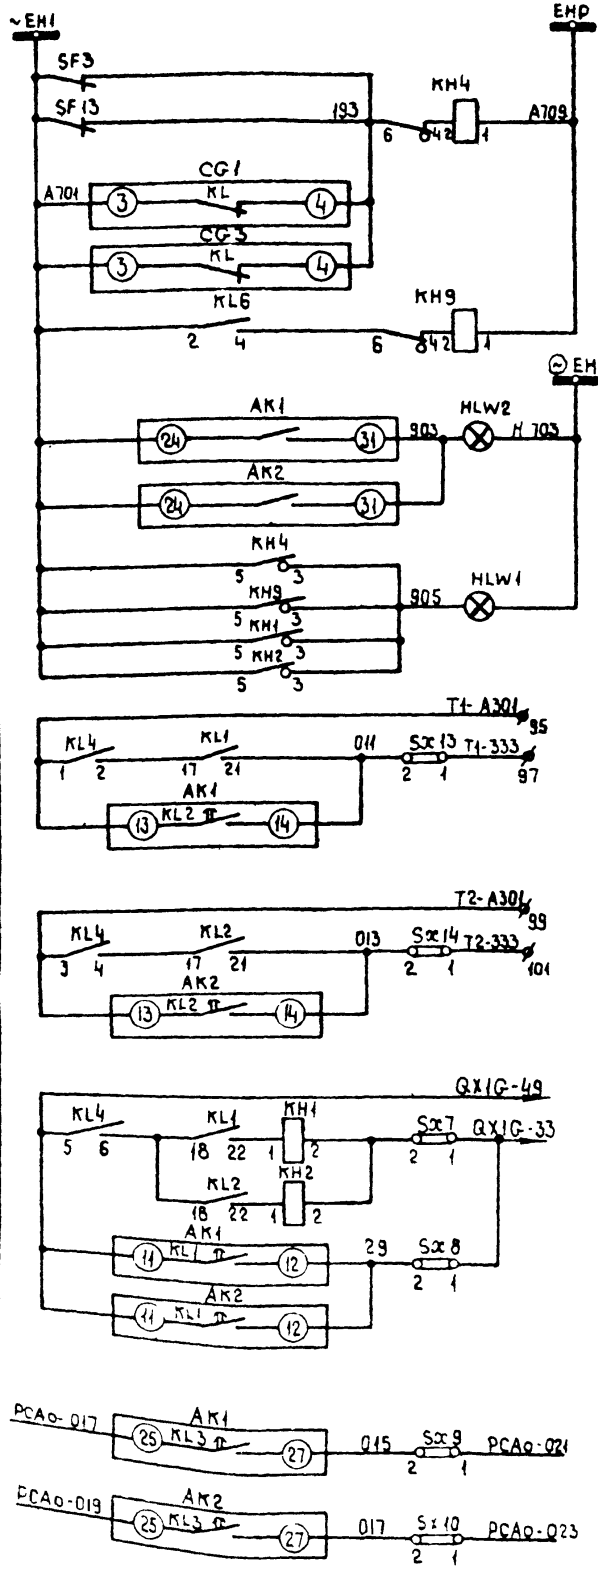 ~EH1 EHP
SF3
SF13 193 KH4 A709
6 4 2 1
CG1
A701 3 KL 4
CG3
3 KL 4
KL6 KH9
2 4 6 4 2 1
~EH
AK1 HLW2
24 31 903 H703
AK2
24 31
KH4
5 3
KH9 905 HLW1
5 3
KH1
5 3
KH2
5 3
T1-A301
95
KL4 KL1 011 Sx13 T1-333
1 2 17 21 2 1 97
AK1
13 KL2 14
T2-A301
99
KL4 KL2 013 Sx14 T2-333
3 4 17 21 2 1 101
AK2
13 KL2 14
QX1G-49
KL4 KL1 KH1 Sx7 QX1G-33
5 6 18 22 1 2 2 1
KL2 KH2
18 22 1 2
AK1
11 KL1 12 29 Sx8
2 1
AK2
11 KL1 12
PCAO-017 AK1
25 KL3 27 015 Sx9 PCAO-021
2 1
PCAO-019 AK2
25 KL3 27 017 Sx10 PCAO-023
2 1